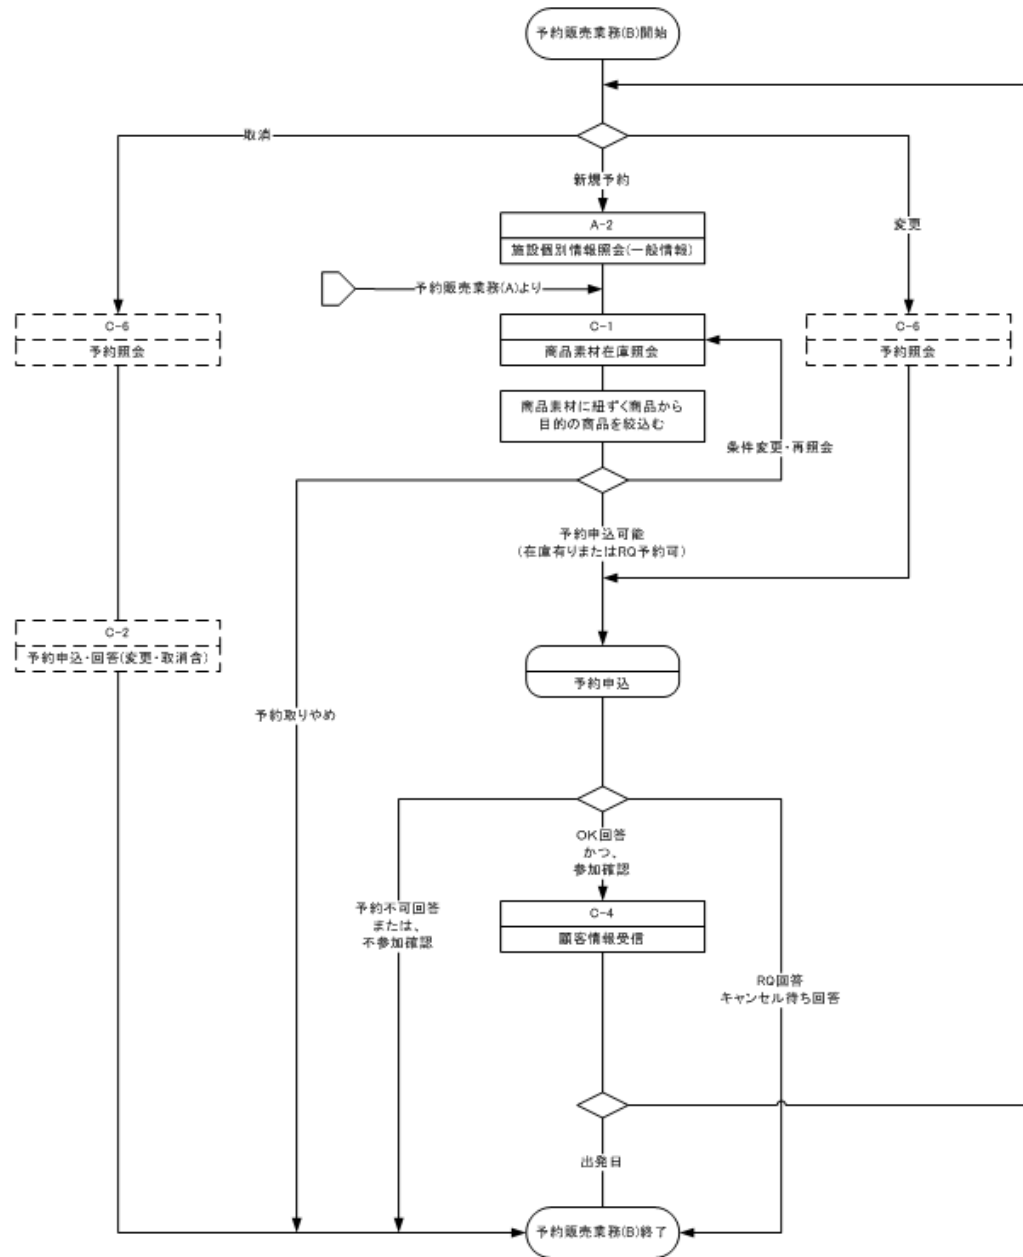 予約販売業務(B)開始
取消
新規予約
変更
A-2
施設個別情報照会(一般情報)
予約販売業務(A)より
C-6
予約照会
C-1
商品素材在庫照会
C-6
予約照会
商品素材に紐ずく商品から
目的の商品を絞込む
条件変更・再照会
予約申込可能
(在庫有りまたはRQ予約可)
C-2
予約申込・回答(変更・取消含)
予約申込
予約取りやめ
OK回答
かつ、
参加確認
予約不可回答
または、
不参加確認
C-4
顧客情報受信
RQ回答
キャンセル待ち回答
出発日
予約販売業務(B)終了